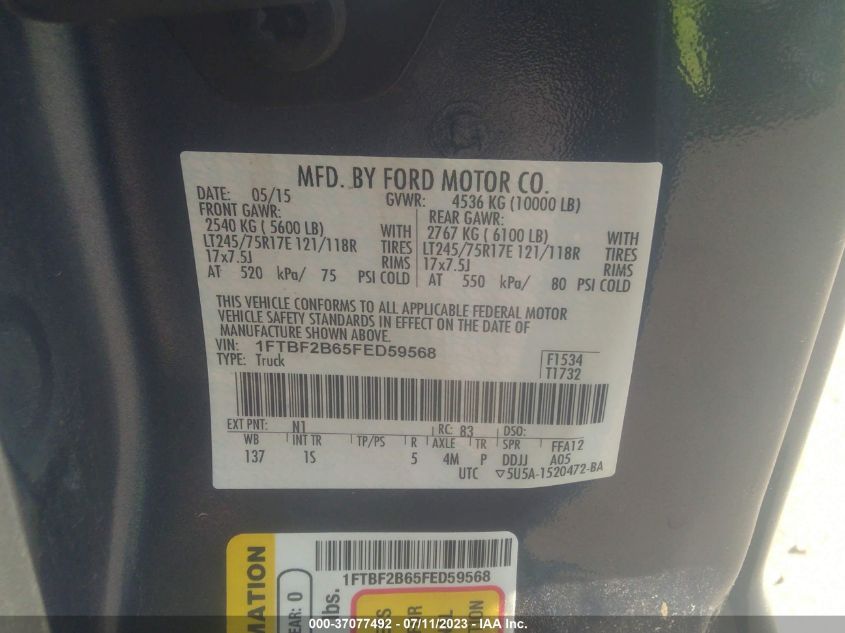 MFD. BY FORD MOTOR CO.
DATE: 05/15 GVWR: 4536 KG (10000 LB)
FRONT GAWR: REAR GAWR:
2540 KG ( 5600 LB) WITH 2767 KG ( 6100 LB) WITH
LT245/75R17E 121/118R TIRES LT245/75R17E 121/118R TIRES
17x7.5J RIMS 17x7.5J RIMS
AT 520 kPa/ 75 PSI COLD AT 550 kPa/ 80 PSI COLD
THIS VEHICLE CONFORMS TO ALL APPLICABLE FEDERAL MOTOR
VEHICLE SAFETY STANDARDS IN EFFECT ON THE DATE OF
MANUFACTURE SHOWN ABOVE.
VIN: 1FTBF2B65FED59568
TYPE: Truck
F1534
T1732
EXT PNT: N1 RC: 83 DSO:
WB INT TR TP/PS R AXLE TR SPR FFA12
137 1S 5 4M P DDJJ A05
UTC ▽5U5A-1520472-BA
1FTBF2B65FED59568
MATION
EAR: 0
lbs.
000-37077492 - 07/11/2023 - IAA Inc.